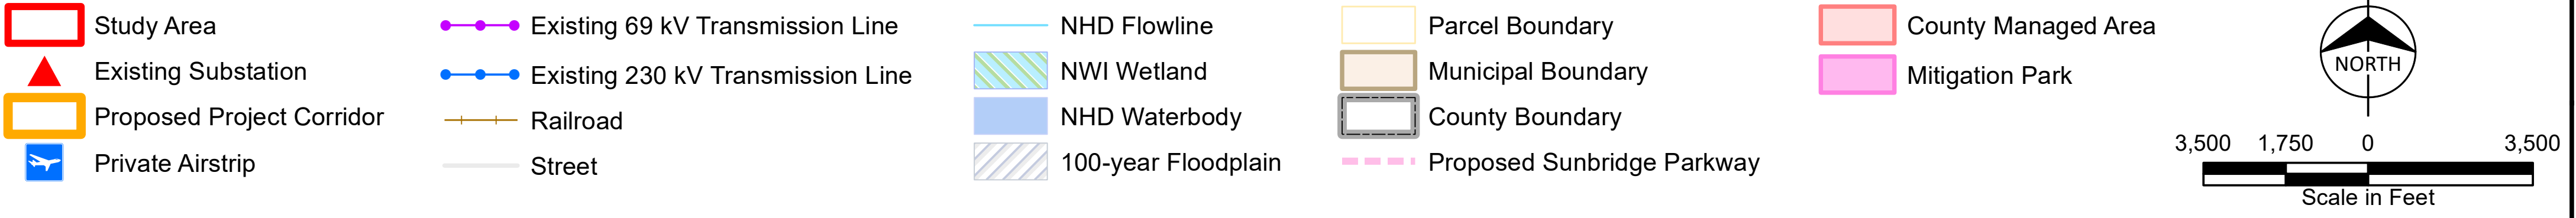 Study Area
Existing Substation
Proposed Project Corridor
Private Airstrip
Existing 69 kV Transmission Line
Existing 230 kV Transmission Line
Railroad
Street
NHD Flowline
NWI Wetland
NHD Waterbody
100-year Floodplain
Parcel Boundary
Municipal Boundary
County Boundary
Proposed Sunbridge Parkway
County Managed Area
Mitigation Park
NORTH
3,500 1,750 0 3,500
Scale in Feet